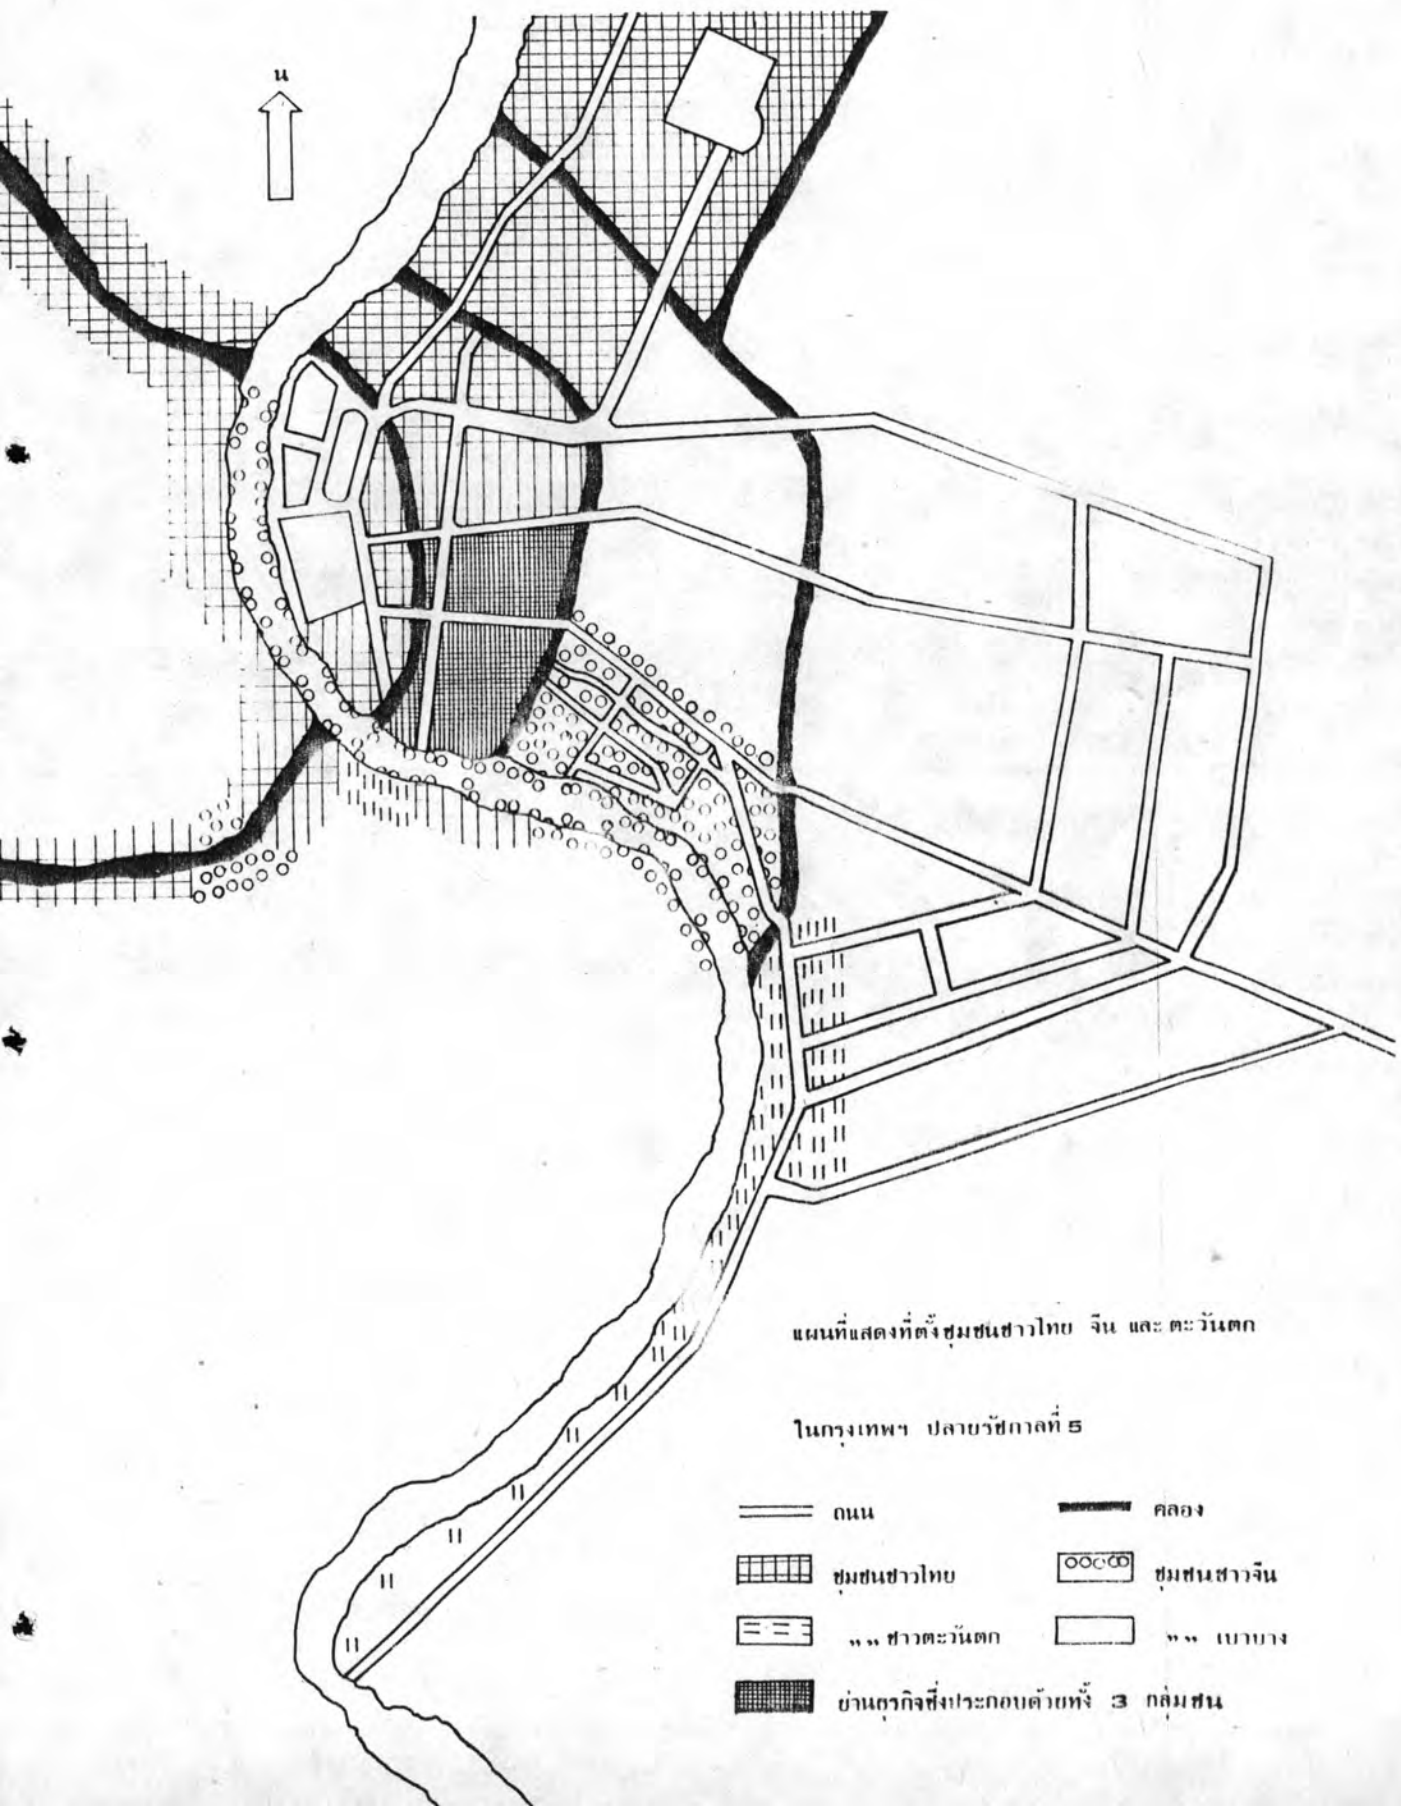 น
แผนที่แสดงที่ตั้งชุมชนชาวไทย จีน และ ตะวันตก
ในกรุงเทพฯ ปลายรัชกาลที่ 5
ถนน
คลอง
ชุมชนชาวไทย
ชุมชนชาวจีน
" " ชาวตะวันตก
" " เบาบาง
ย่านธุรกิจซึ่งประกอบด้วยทั้ง 3 กลุ่มชน